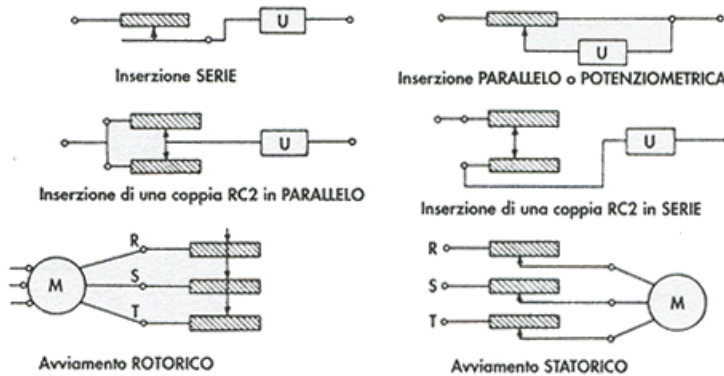 U
Inserzione SERIE
U
Inserzione PARALLELO o POTENZIOMETRICA
U
Inserzione di una coppia RC2 in PARALLELO
U
Inserzione di una coppia RC2 in SERIE
M
R
S
T
Avviamento ROTORICO
R
S
T
M
Avviamento STATORICO